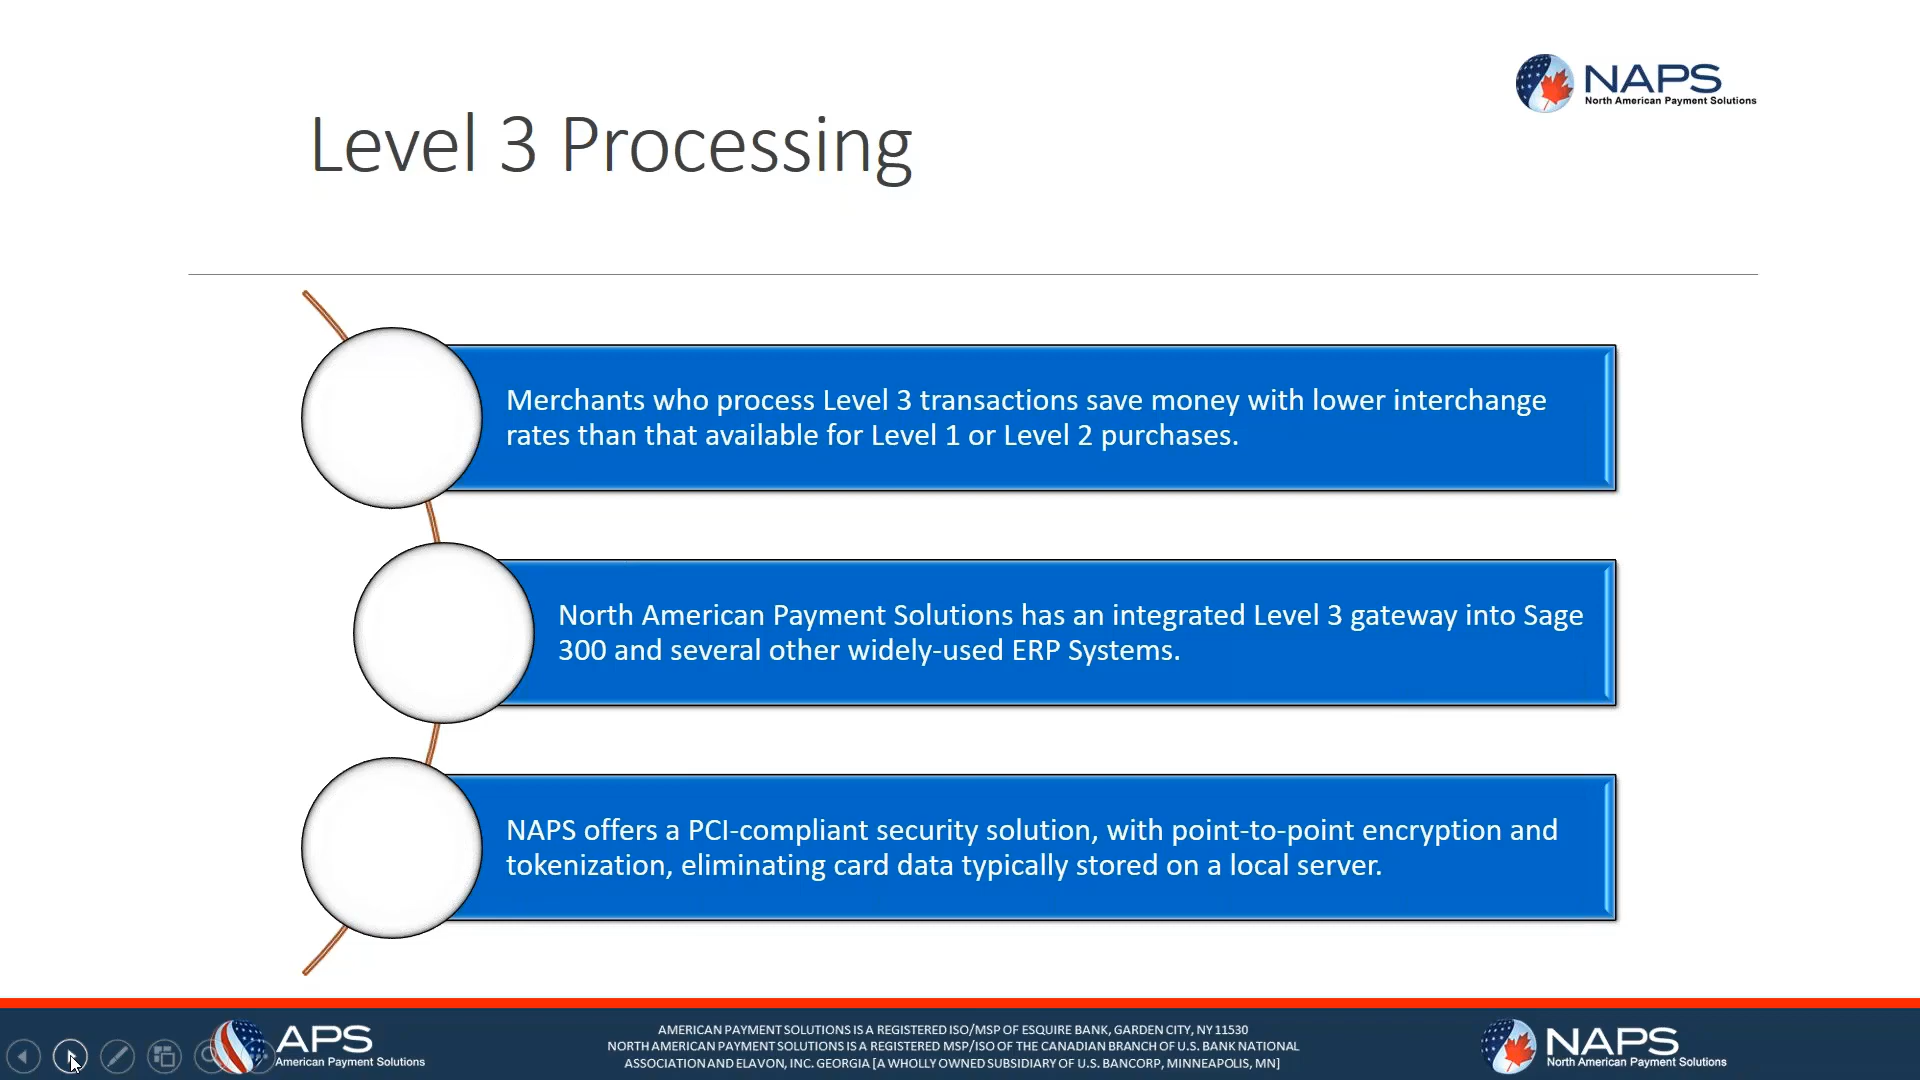 NAPS
North American Payment Solutions
Level 3 Processing
Merchants who process Level 3 transactions save money with lower interchange
rates than that available for Level 1 or Level 2 purchases.
North American Payment Solutions has an integrated Level 3 gateway into Sage
300 and several other widely-used ERP Systems.
NAPS offers a PCI-compliant security solution, with point-to-point encryption and
tokenization, eliminating card data typically stored on a local server.
APS
American Payment Solutions
AMERICAN PAYMENT SOLUTIONS IS A REGISTERED ISO/MSP OF ESQUIRE BANK, GARDEN CITY, NY 11530
NORTH AMERICAN PAYMENT SOLUTIONS IS A REGISTERED MSP/ISO OF THE CANADIAN BRANCH OF U.S. BANK NATIONAL
ASSOCIATION AND ELAVON, INC. GEORGIA [A WHOLLY OWNED SUBSIDIARY OF U.S. BANCORP, MINNEAPOLIS, MN]
NAPS
North American Payment Solutions